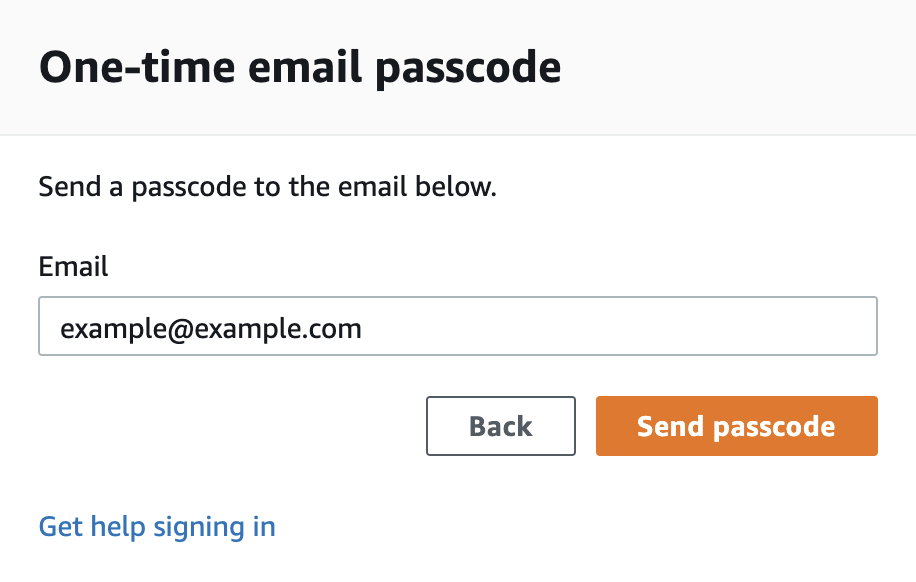 One-time email passcode
Send a passcode to the email below.
Email
example@example.com
Back
Send passcode
Get help signing in